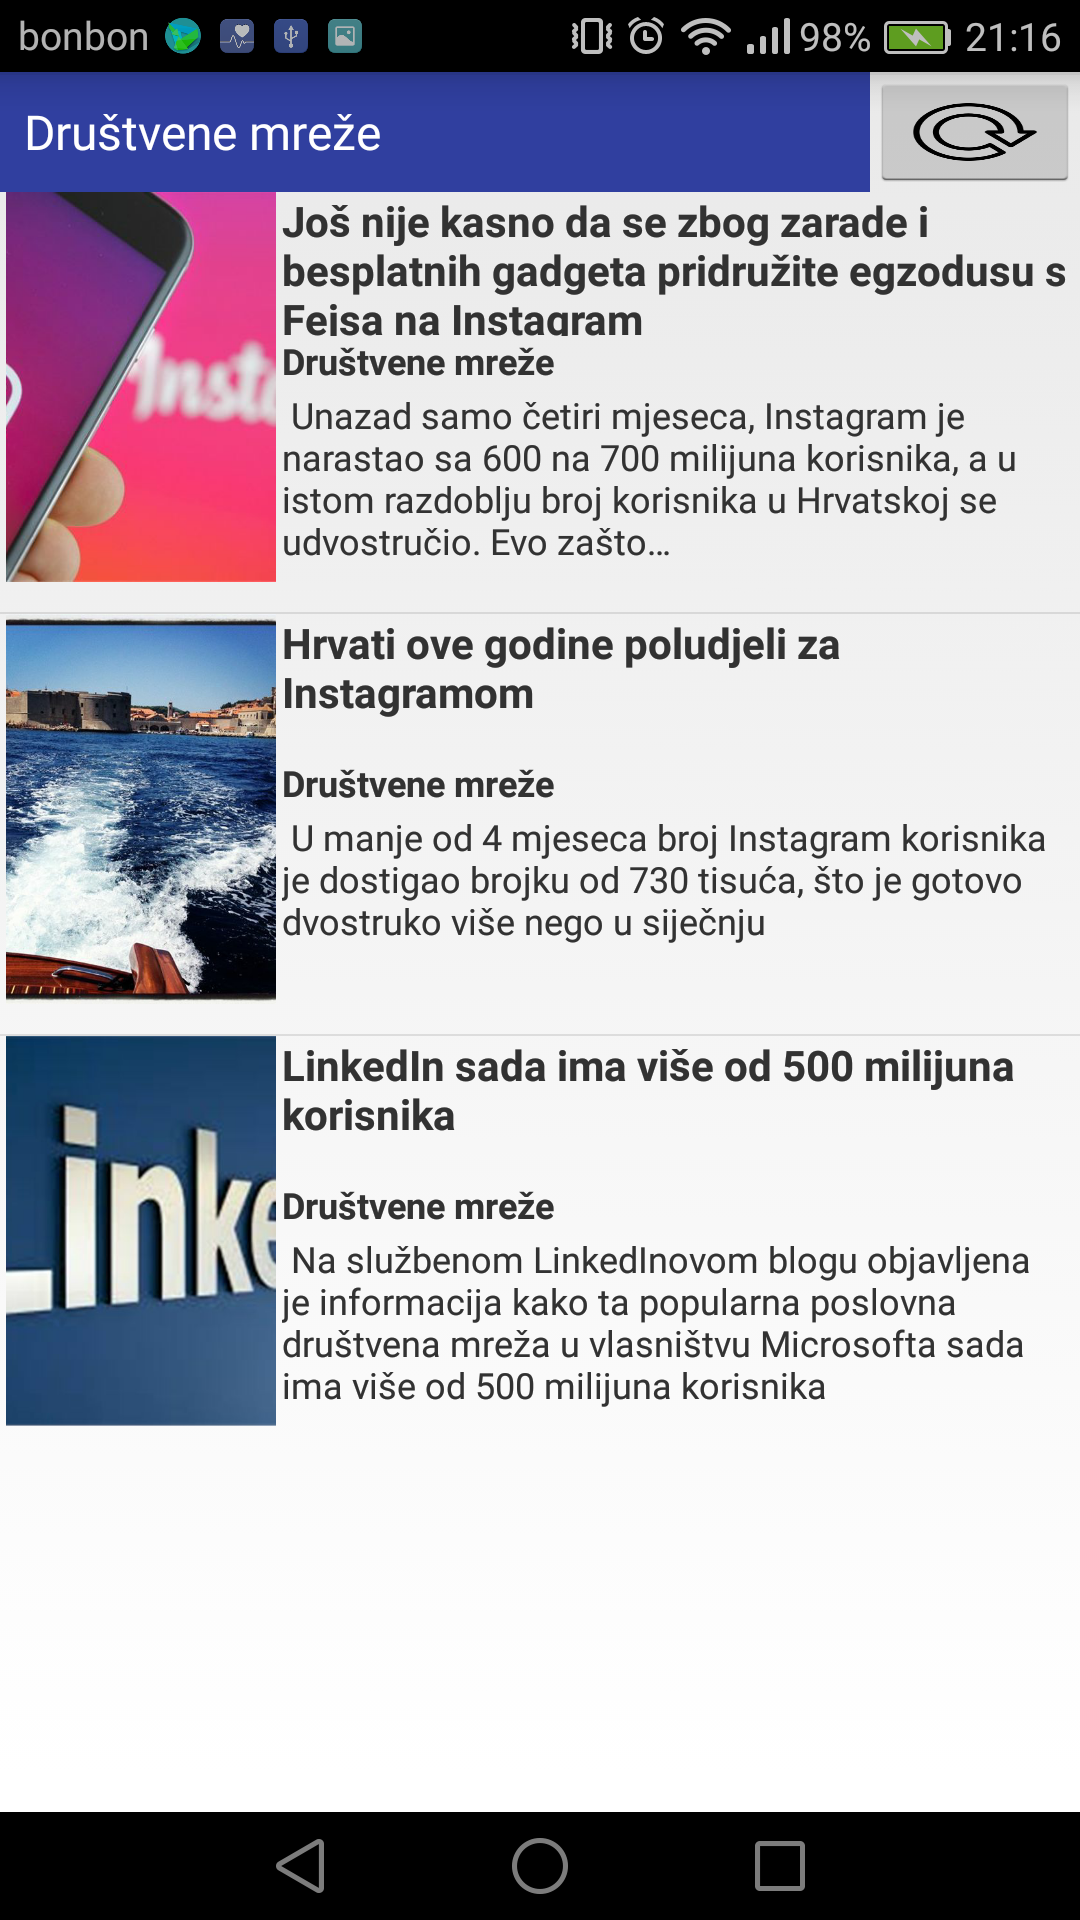 bonbon 98% 21:16
Društvene mreže
Još nije kasno da se zbog zarade i
besplatnih gadgeta pridružite egzodusu s
Fejsa na Instagram
Društvene mreže
Unazad samo četiri mjeseca, Instagram je
narastao sa 600 na 700 milijuna korisnika, a u
istom razdoblju broj korisnika u Hrvatskoj se
udvostručio. Evo zašto...
Insta
Hrvati ove godine poludjeli za
Instagramom
Društvene mreže
U manje od 4 mjeseca broj Instagram korisnika
je dostigao brojku od 730 tisuća, što je gotovo
dvostruko više nego u siječnju
LinkedIn sada ima više od 500 milijuna
korisnika
Društvene mreže
Na službenom LinkedInovom blogu objavljena
je informacija kako ta popularna poslovna
društvena mreža u vlasništvu Microsofta sada
ima više od 500 milijuna korisnika
Linke